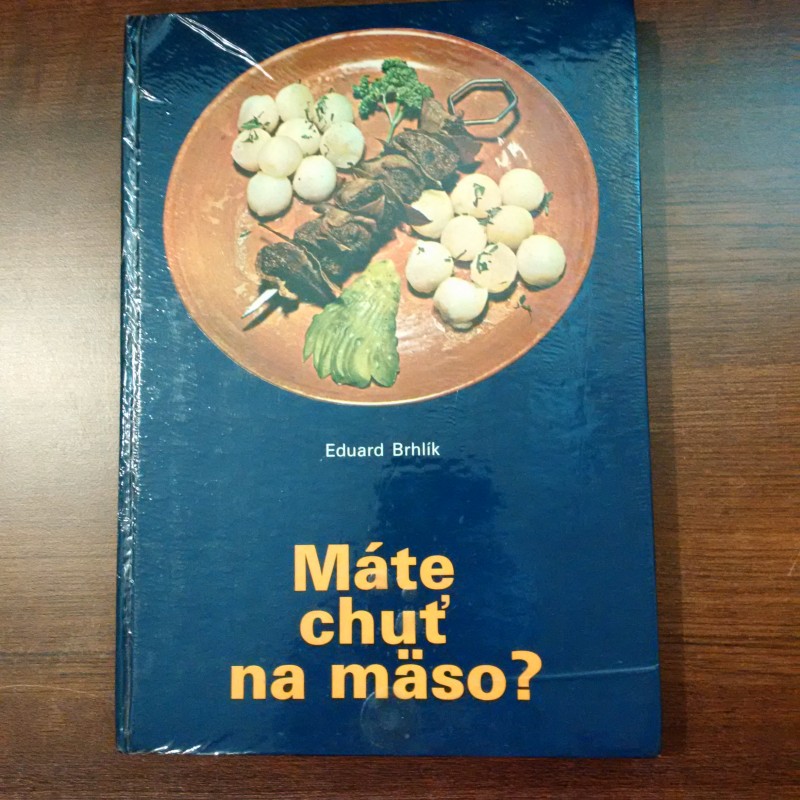 Eduard Brhlík
Máte
chuť
na mäso?